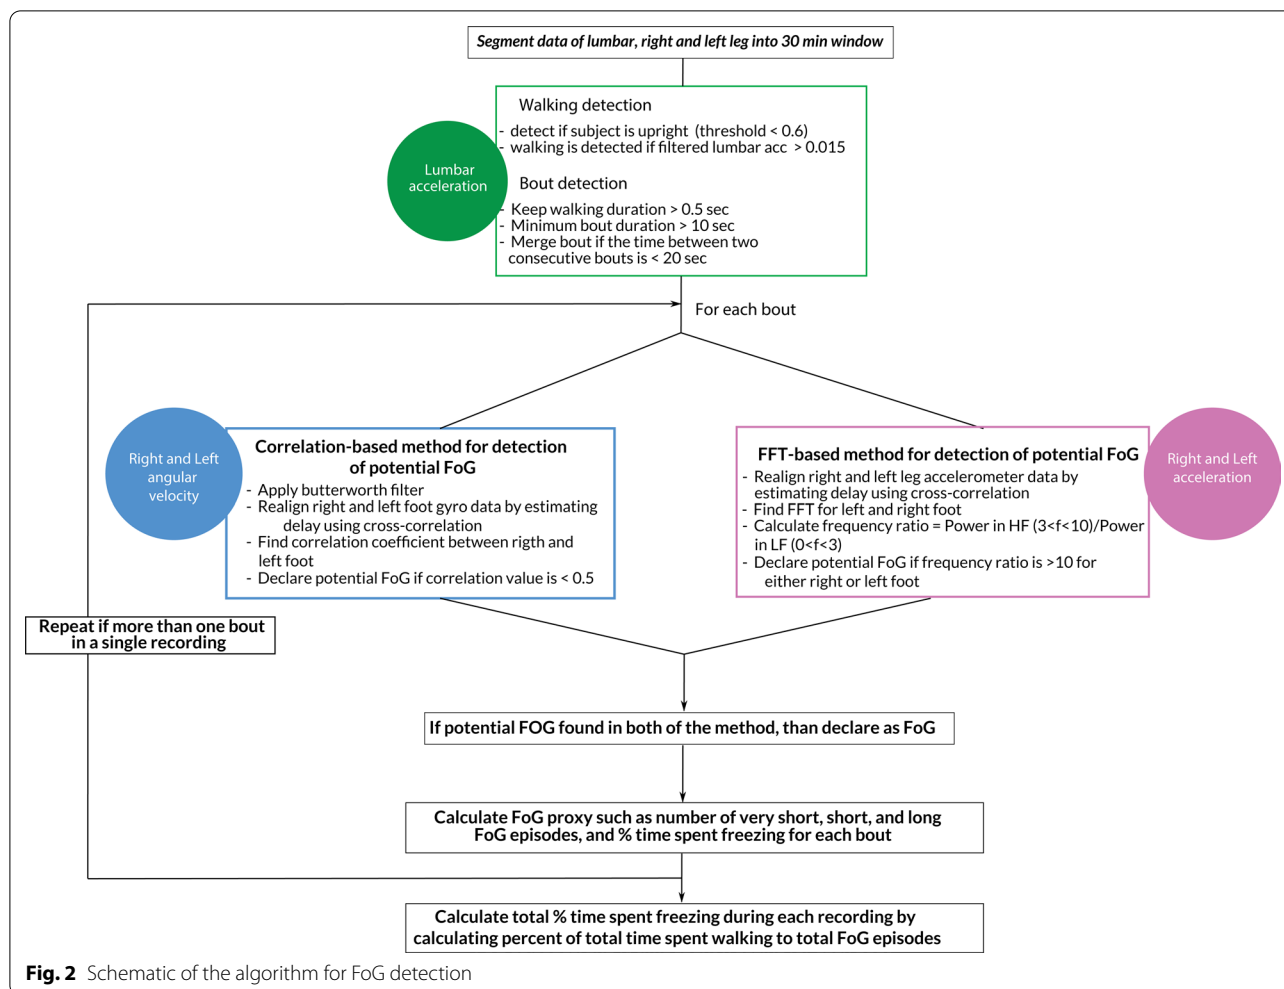 Segment data of lumbar, right and left leg into 30 min window
Lumbar
acceleration
Walking detection
- detect if subject is upright (threshold < 0.6)
- walking is detected if filtered lumbar acc > 0.015
Bout detection
- Keep walking duration > 0.5 sec
- Minimum bout duration > 10 sec
- Merge bout if the time between two
consecutive bouts is < 20 sec
For each bout
Right and Left
angular
velocity
Correlation-based method for detection
of potential FoG
- Apply butterworth filter
- Realign right and left foot gyro data by estimating
delay using cross-correlation
- Find correlation coefficient between rigth and
left foot
- Declare potential FoG if correlation value is < 0.5
FFT-based method for detection of potential FoG
- Realign right and left leg accelerometer data by
estimating delay using cross-correlation
- Find FFT for left and right foot
- Calculate frequency ratio = Power in HF (3<f<10)/Power
in LF (0<f<3)
- Declare potential FoG if frequency ratio is >10 for
either right or left foot
Right and Left
acceleration
Repeat if more than one bout
in a single recording
If potential FOG found in both of the method, than declare as FoG
Calculate FoG proxy such as number of very short, short, and long
FoG episodes, and % time spent freezing for each bout
Calculate total % time spent freezing during each recording by
calculating percent of total time spent walking to total FoG episodes
Fig. 2 Schematic of the algorithm for FoG detection